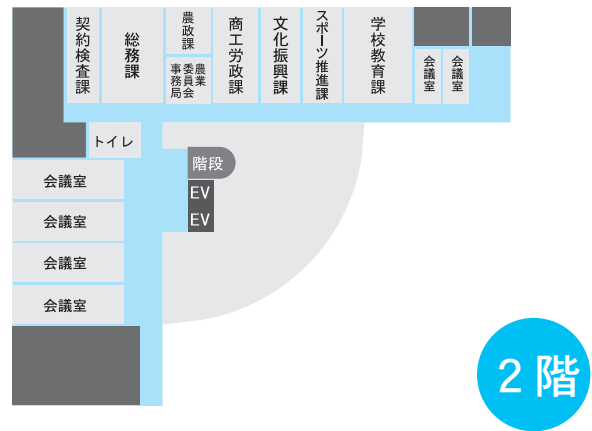 契約検査課
総務課
農政課
農業
委員会
事務局
商工労政課
文化振興課
スポーツ推進課
学校教育課
会議室
会議室
トイレ
階段
EV
EV
会議室
会議室
会議室
会議室
2階